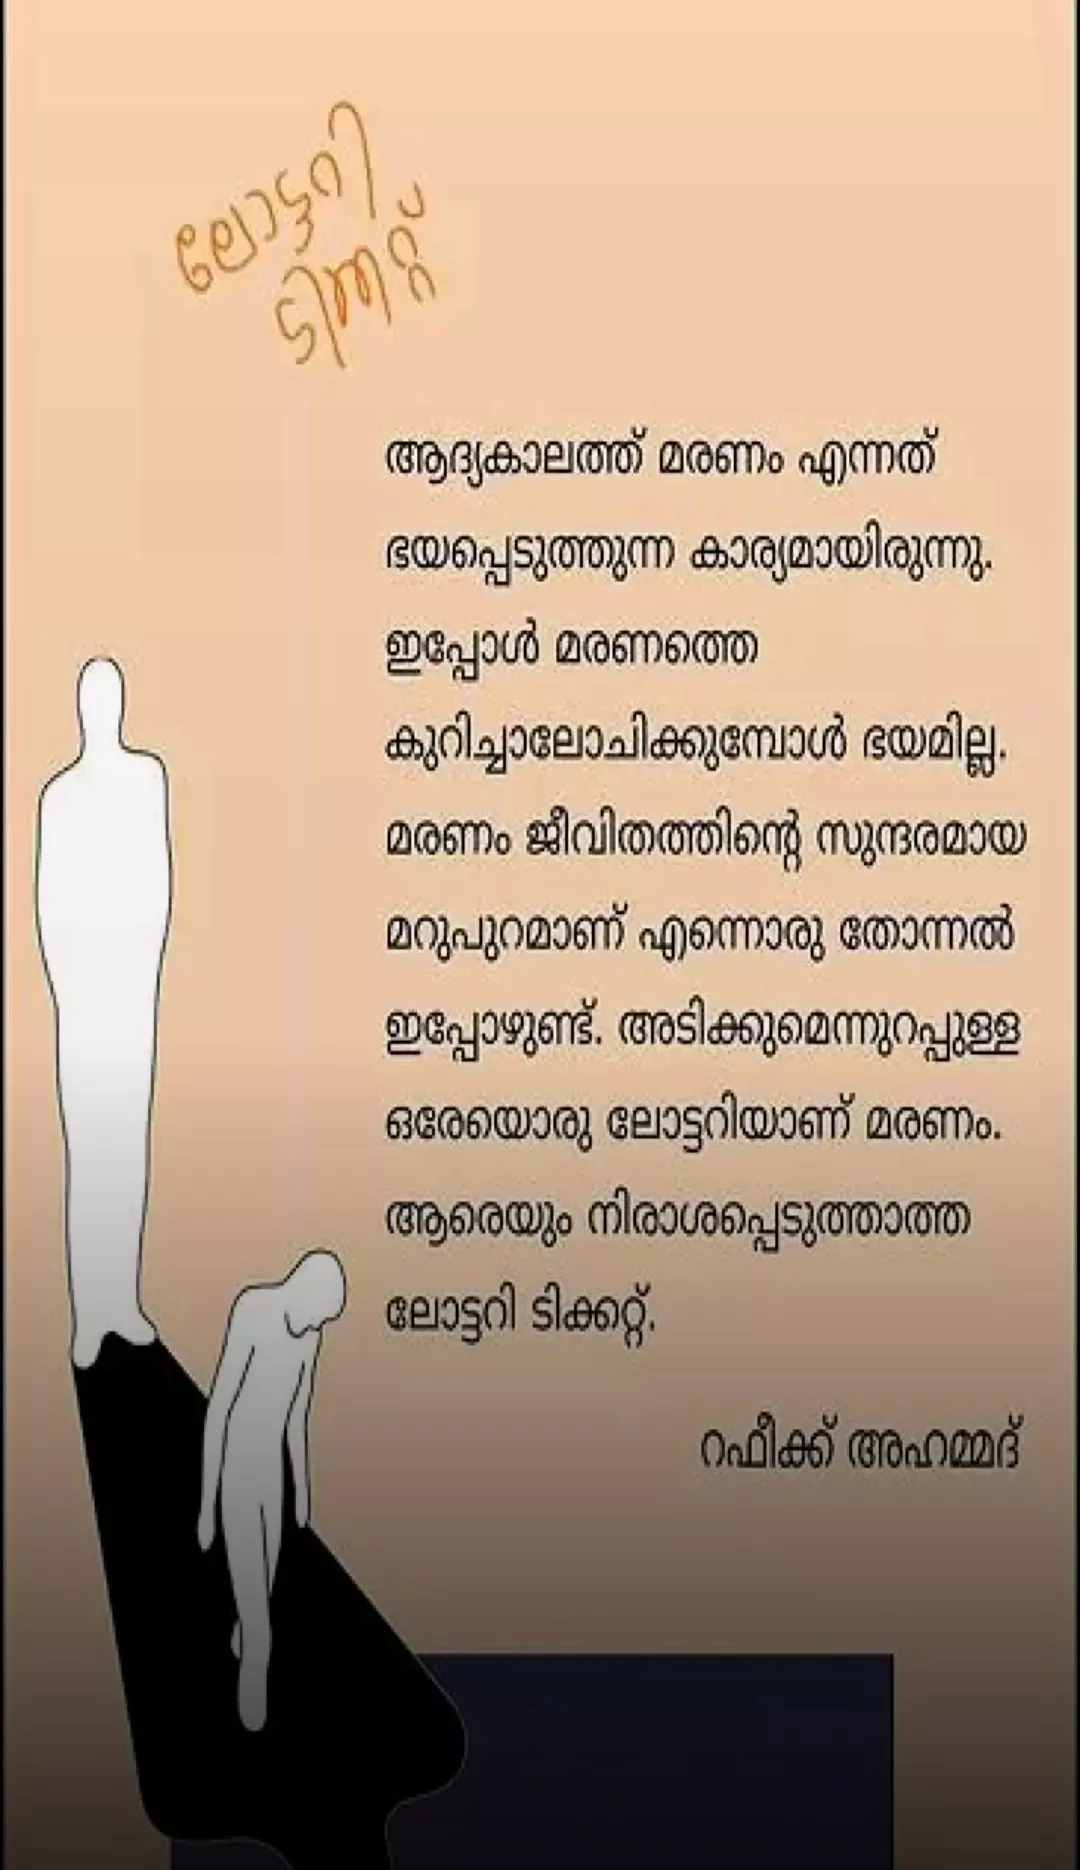 ലോട്ടറി
ടിക്കറ്റ്
ആദ്യകാലത്ത് മരണം എന്നത്
ഭയപ്പെടുത്തുന്ന കാര്യമായിരുന്നു.
ഇപ്പോൾ മരണത്തെ
കുറിച്ചാലോചിക്കുമ്പോൾ ഭയമില്ല.
മരണം ജീവിതത്തിന്റെ സുന്ദരമായ
മറുപുറമാണ് എന്നൊരു തോന്നൽ
ഇപ്പോഴുണ്ട്. അടിക്കുമെന്നുറപ്പുള്ള
ഒരേയൊരു ലോട്ടറിയാണ് മരണം.
ആരെയും നിരാശപ്പെടുത്താത്ത
ലോട്ടറി ടിക്കറ്റ്.
റഫീക്ക് അഹമ്മദ്